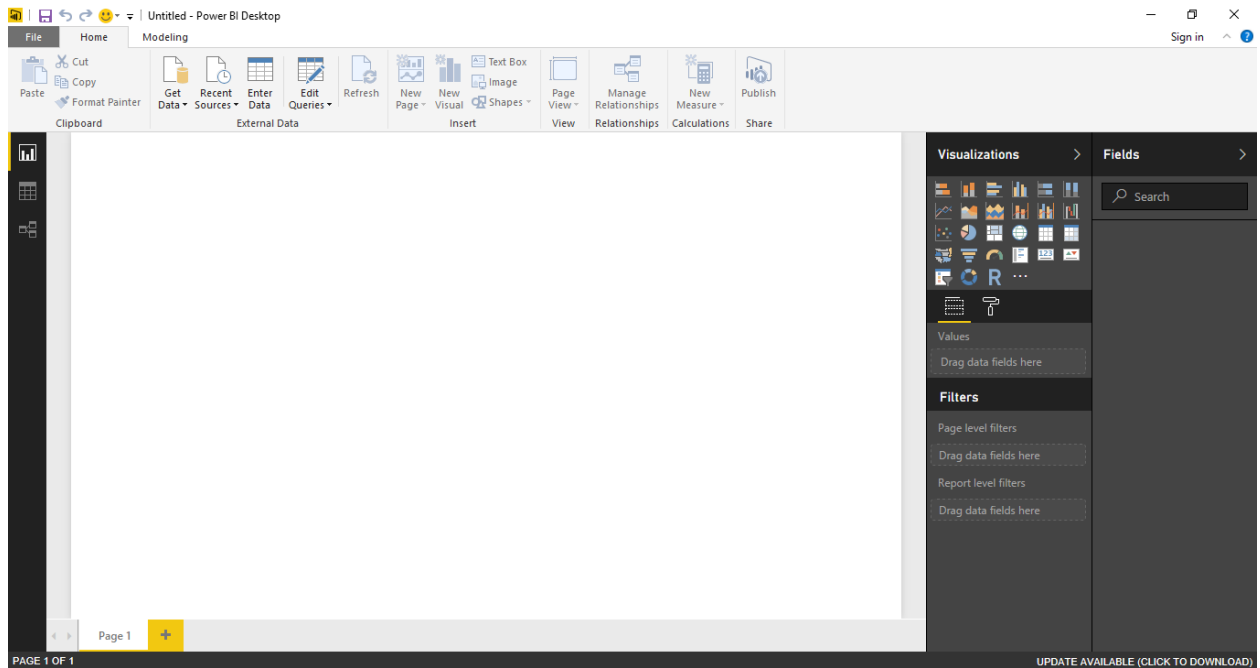 Untitled - Power BI Desktop
File Home Modeling Sign in
Paste
Cut
Copy
Format Painter
Clipboard
Get Data
Recent Sources
Enter Data
Edit Queries
Refresh
External Data
New Page
New Visual
Text Box
Image
Shapes
Insert
Page View
View
Manage Relationships
Relationships
New Measure
Calculations
Publish
Share
Visualizations
123
R
Values
Drag data fields here
Filters
Page level filters
Drag data fields here
Report level filters
Drag data fields here
Fields
Search
Page 1
PAGE 1 OF 1
UPDATE AVAILABLE (CLICK TO DOWNLOAD)